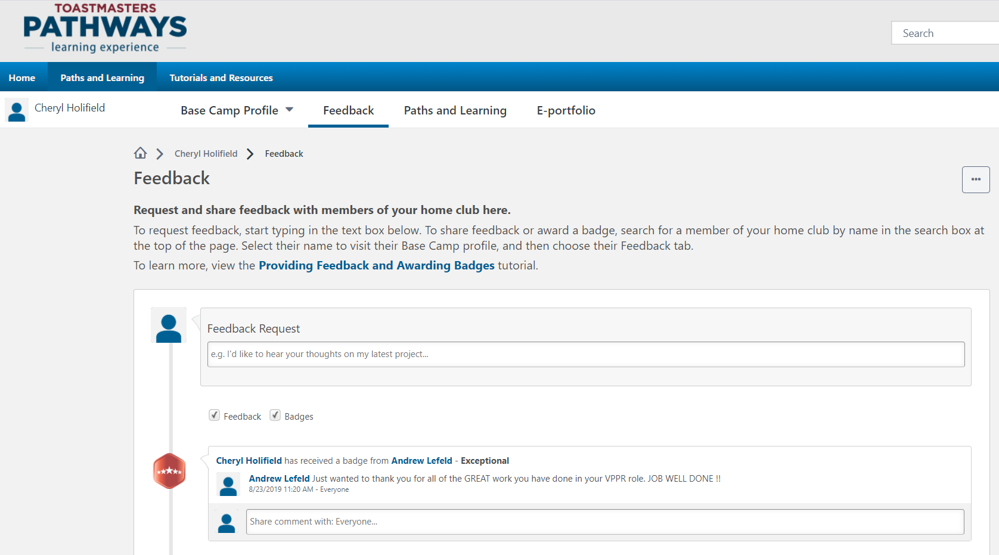 TOASTMASTERS
PATHWAYS
learning experience
Search
Home Paths and Learning Tutorials and Resources
Cheryl Holifield Base Camp Profile Feedback Paths and Learning E-portfolio
Cheryl Holifield Feedback
Feedback
...
Request and share feedback with members of your home club here.
To request feedback, start typing in the text box below. To share feedback or award a badge, search for a member of your home club by name in the search box at
the top of the page. Select their name to visit their Base Camp profile, and then choose their Feedback tab.
To learn more, view the Providing Feedback and Awarding Badges tutorial.
Feedback Request
e.g. I'd like to hear your thoughts on my latest project...
Feedback Badges
Cheryl Holifield has received a badge from Andrew Lefeld - Exceptional
Andrew Lefeld Just wanted to thank you for all of the GREAT work you have done in your VPPR role. JOB WELL DONE !!
8/23/2019 11:20 AM - Everyone
Share comment with: Everyone...